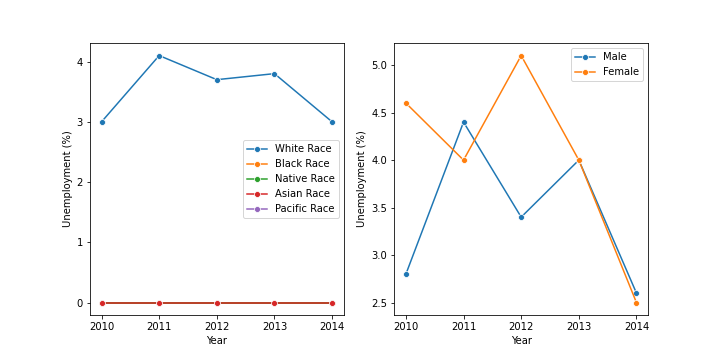 4
3
2
1
0
Unemployment (%)
2010 2011 2012 2013 2014
Year
White Race
Black Race
Native Race
Asian Race
Pacific Race
5.0
4.5
4.0
3.5
3.0
2.5
Unemployment (%)
2010 2011 2012 2013 2014
Year
Male
Female